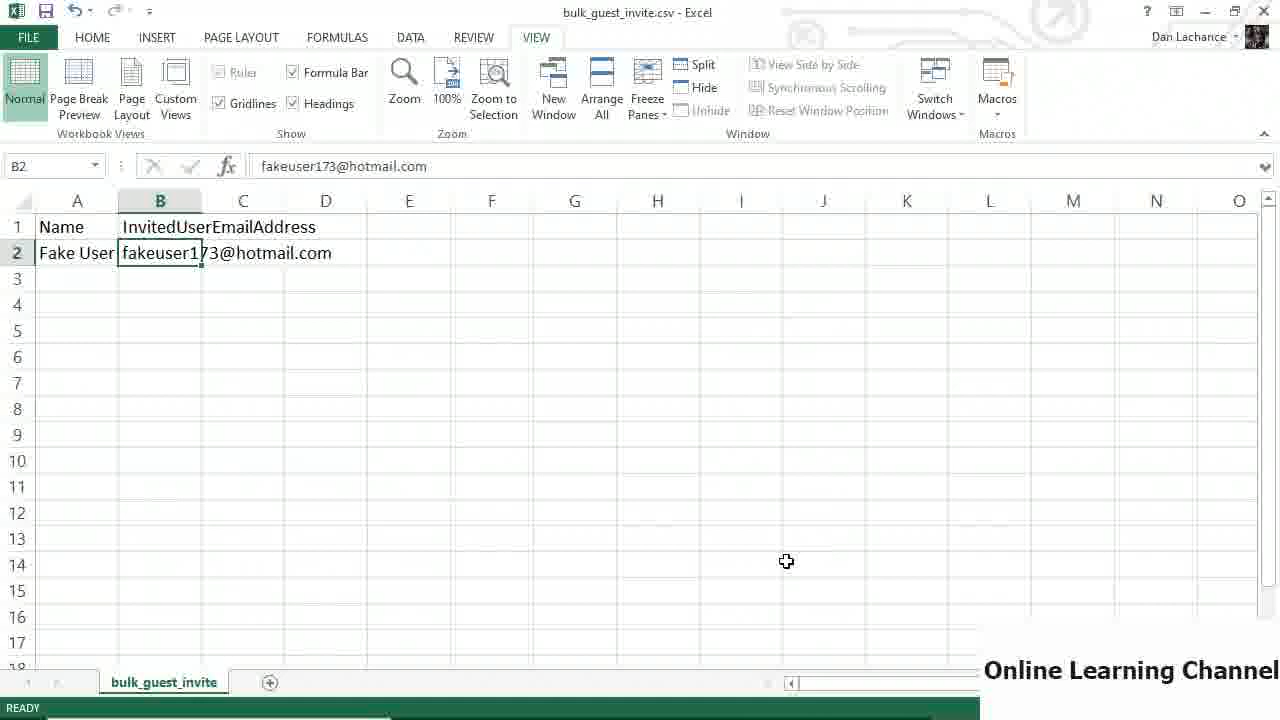 bulk_guest_invite.csv - Excel
?
FILE HOME INSERT PAGE LAYOUT FORMULAS DATA REVIEW VIEW Dan Lachance
Normal Page Break Preview Page Layout Custom Views
Ruler Formula Bar
Gridlines Headings
Zoom 100% Zoom to Selection
New Window Arrange All Freeze Panes
Split
Hide
Unhide
View Side by Side
Synchronous Scrolling
Reset Window Position
Switch Windows Macros
Workbook Views Show Zoom Window Macros
B2 fx fakeuser173@hotmail.com
A B C D E F G H I J K L M N O
1 Name InvitedUserEmailAddress
2 Fake User fakeuser173@hotmail.com
3
4
5
6
7
8
9
10
11
12
13
14
15
16
17
18
Online Learning Channel
bulk_guest_invite
READY